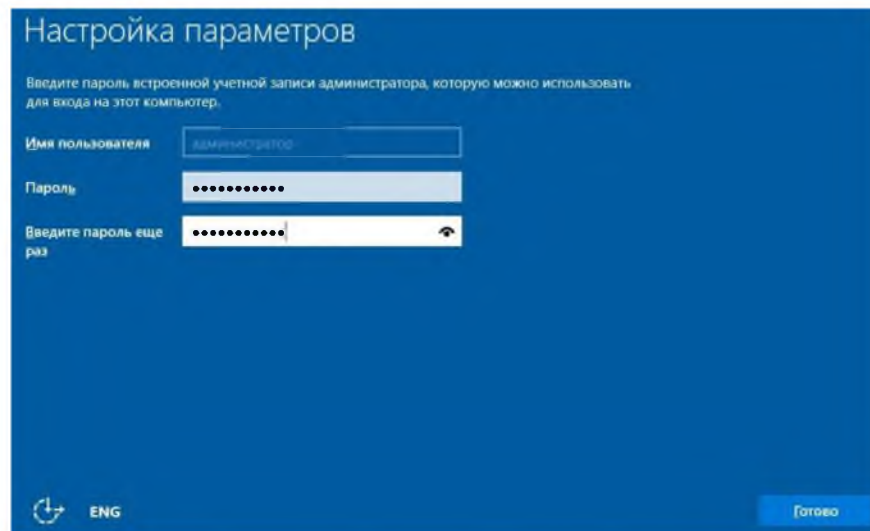 Настройка параметров
Введите пароль встроенной учетной записи администратора, которую можно использовать
для входа на этот компьютер.
Имя пользователя администратор
Пароль •••••••••••
Введите пароль еще •••••••••••
раз
ENG Готово